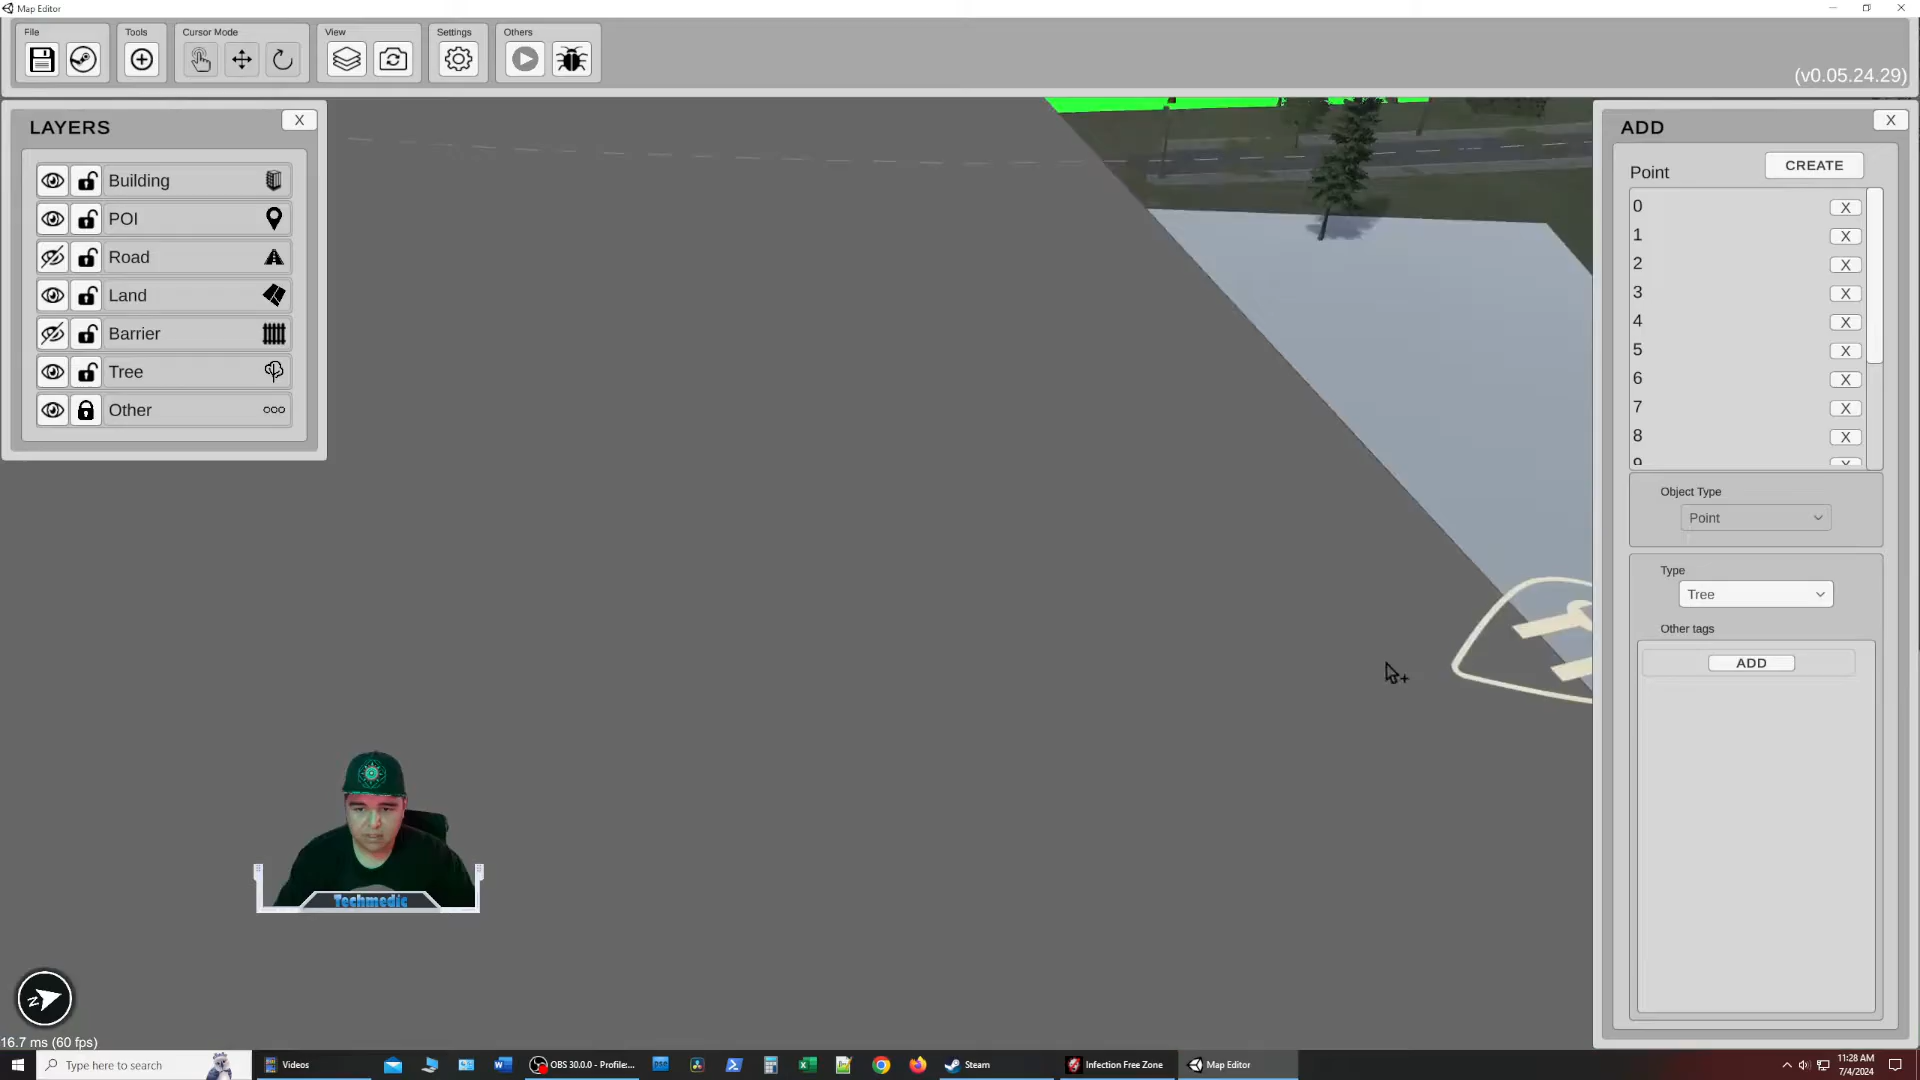 Map Editor
File
Tools
Cursor Mode
View
Settings
Others
(v0.05.24.29)
LAYERS
X
Building
POI
Road
Land
Barrier
Tree
Other
ADD
X
Point
CREATE
0 X
1 X
2 X
3 X
4 X
5 X
6 X
7 X
8 X
9 X
Object Type
Point
Type
Tree
Other tags
ADD
Techmedic
Z
16.7 ms (60 fps)
Type here to search
Videos
OBS 30.0.0 - Profile:...
Steam
Infection Free Zone
Map Editor
11:28 AM
7/4/2024